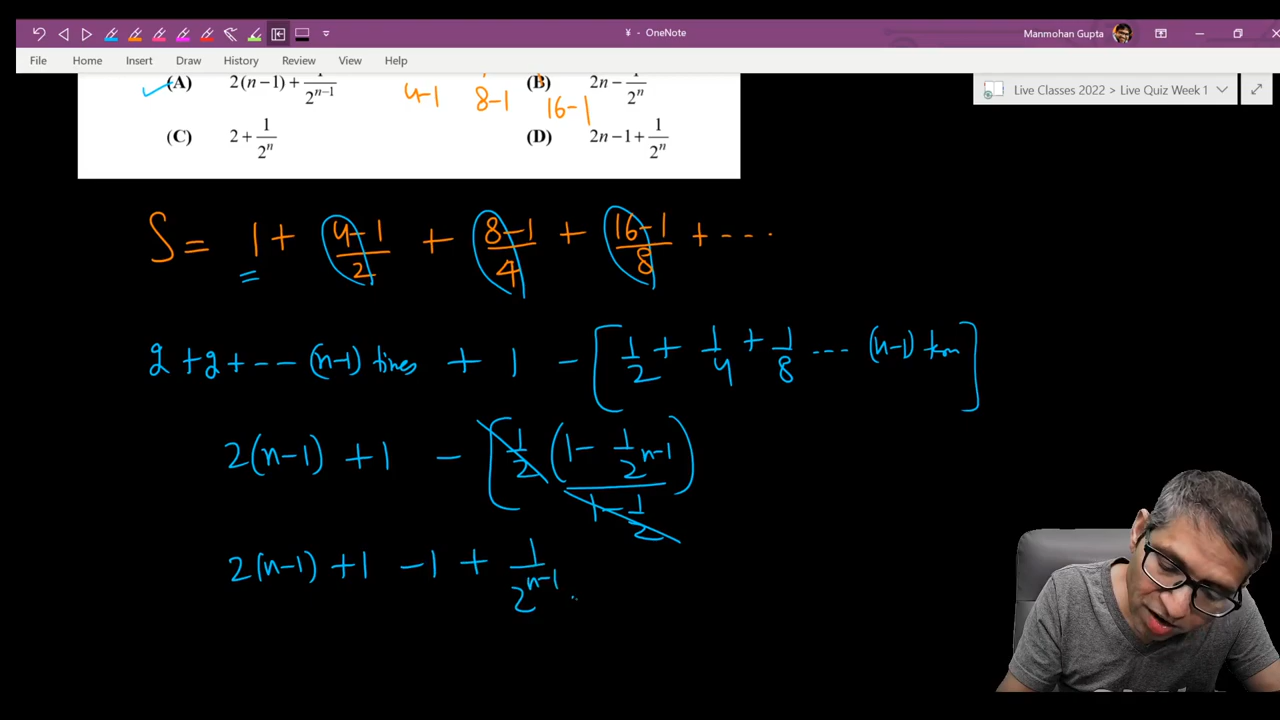 ¥ - OneNote
Manmohan Gupta
File Home Insert Draw History Review View Help
Live Classes 2022 > Live Quiz Week 1
(A) 2(n−1)+1/2^{n−1} 4-1 8-1 16-1 (B) 2n−1/2^n
(C) 2+1/2^n (D) 2n−1+1/2^n
S = 1 + (4-1)/2 + (8-1)/4 + (16-1)/8 + ----
2 + 2 + --- (n-1) times + 1 - [1/2 + 1/4 + 1/8 --- (n-1) term]
2(n-1) + 1 - [1/2 (1 - 1/2^{n-1})/(1 - 1/2)
2(n-1) + 1 - 1 + 1/2^{n-1}